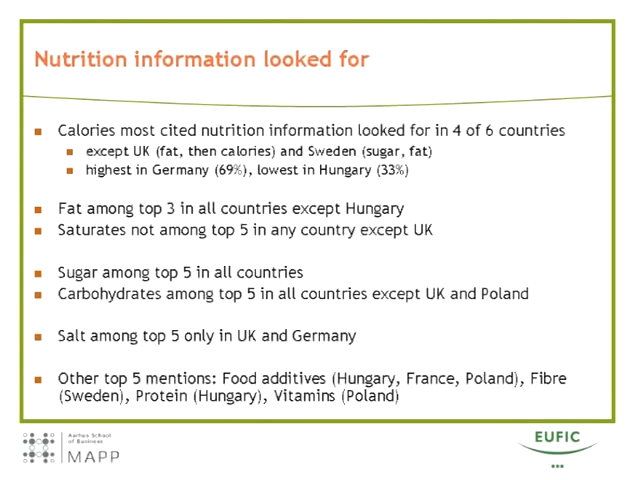 Nutrition information looked for
Calories most cited nutrition information looked for in 4 of 6 countries
except UK (fat, then calories) and Sweden (sugar, fat)
highest in Germany (69%), lowest in Hungary (33%)
Fat among top 3 in all countries except Hungary
Saturates not among top 5 in any country except UK
Sugar among top 5 in all countries
Carbohydrates among top 5 in all countries except UK and Poland
Salt among top 5 only in UK and Germany
Other top 5 mentions: Food additives (Hungary, France, Poland), Fibre
(Sweden), Protein (Hungary), Vitamins (Poland)
Aarhus School
of Business
MAPP
EUFIC